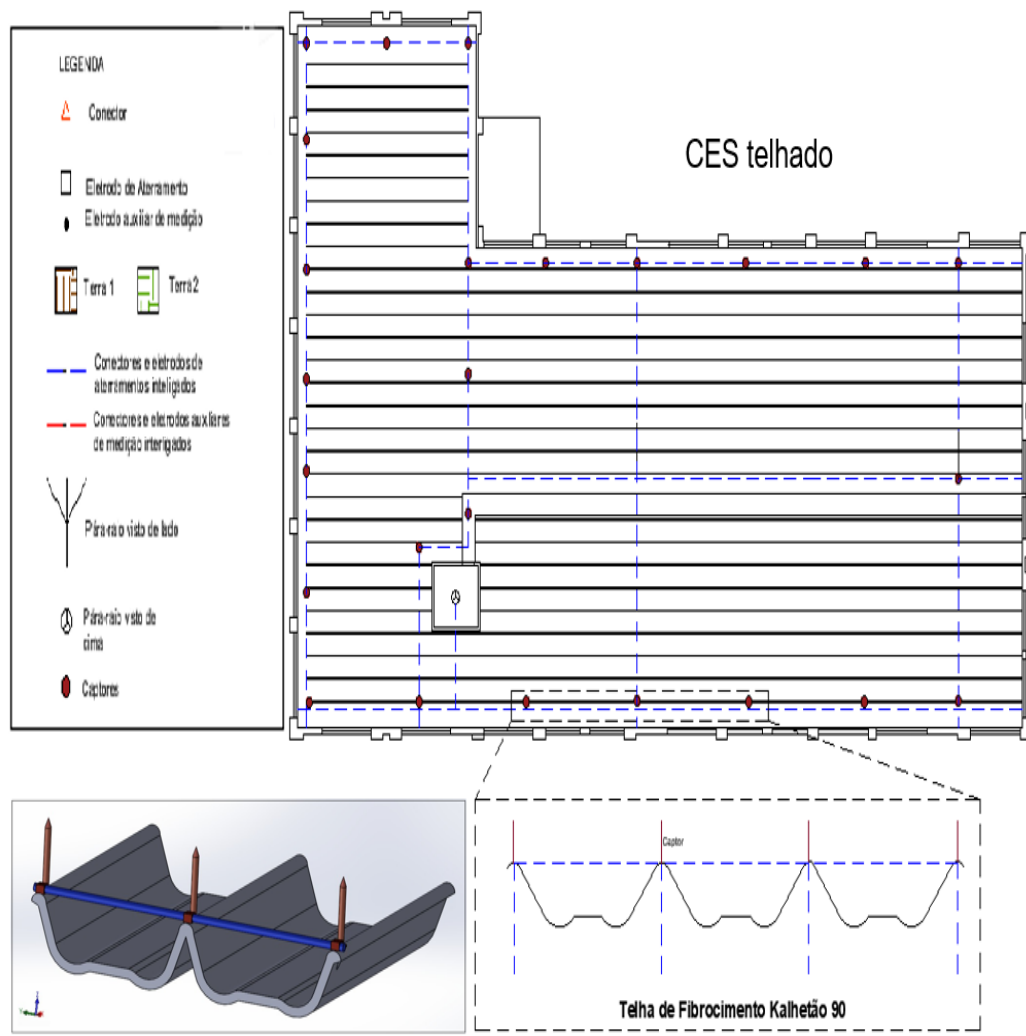 LEGENDA
Conector
Eletrodo de Aterramento
Eletrodo auxiliar de medição
Terra 1
Terra 2
Conectores e eletrodos de
aterramentos inteligados
Conectores e eletrodos auxiliares
de medição interigados
Pára-raio visto de lado
Pára-raio visto de
cima
Captores
CES telhado
Captor
Telha de Fibrocimento Kalhetão 90